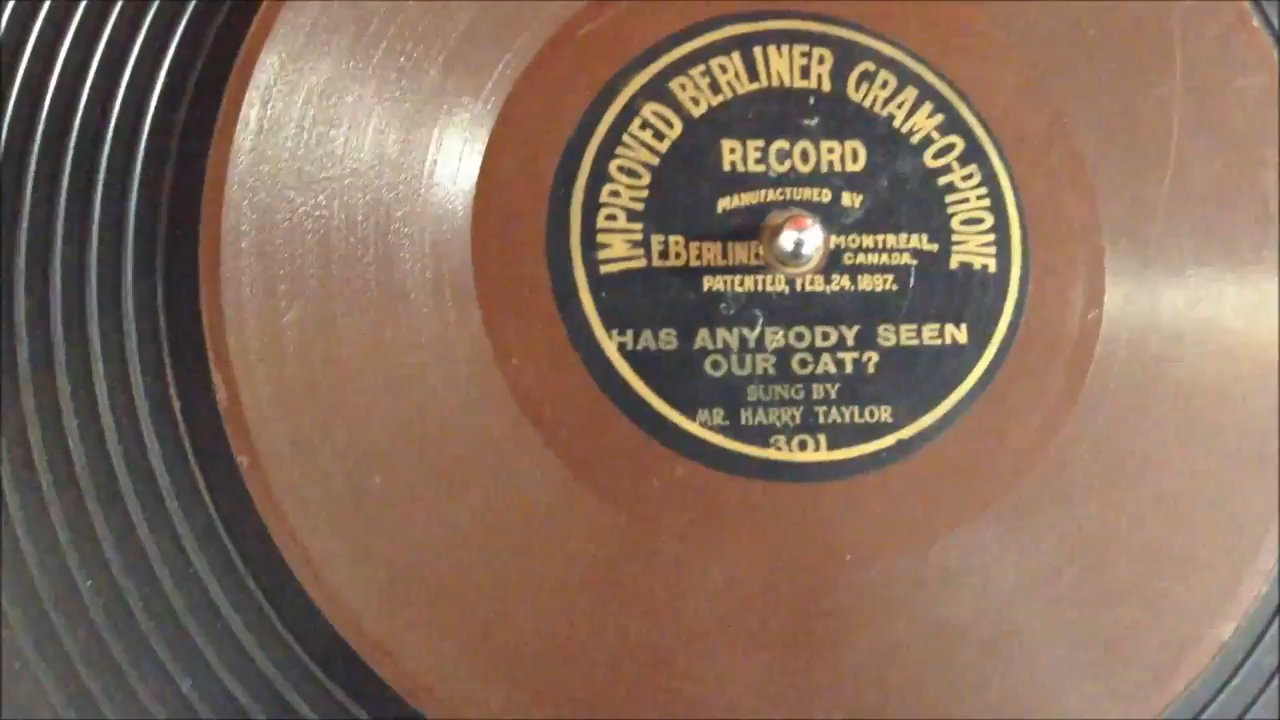 IMPROVED BERLINER GRAM-O-PHONE
RECORD
MANUFACTURED BY
E. BERLINER MONTREAL,
CANADA.
PATENTED, FEB, 24. 1897.
HAS ANYBODY SEEN
OUR CAT?
SUNG BY
MR. HARRY TAYLOR
301